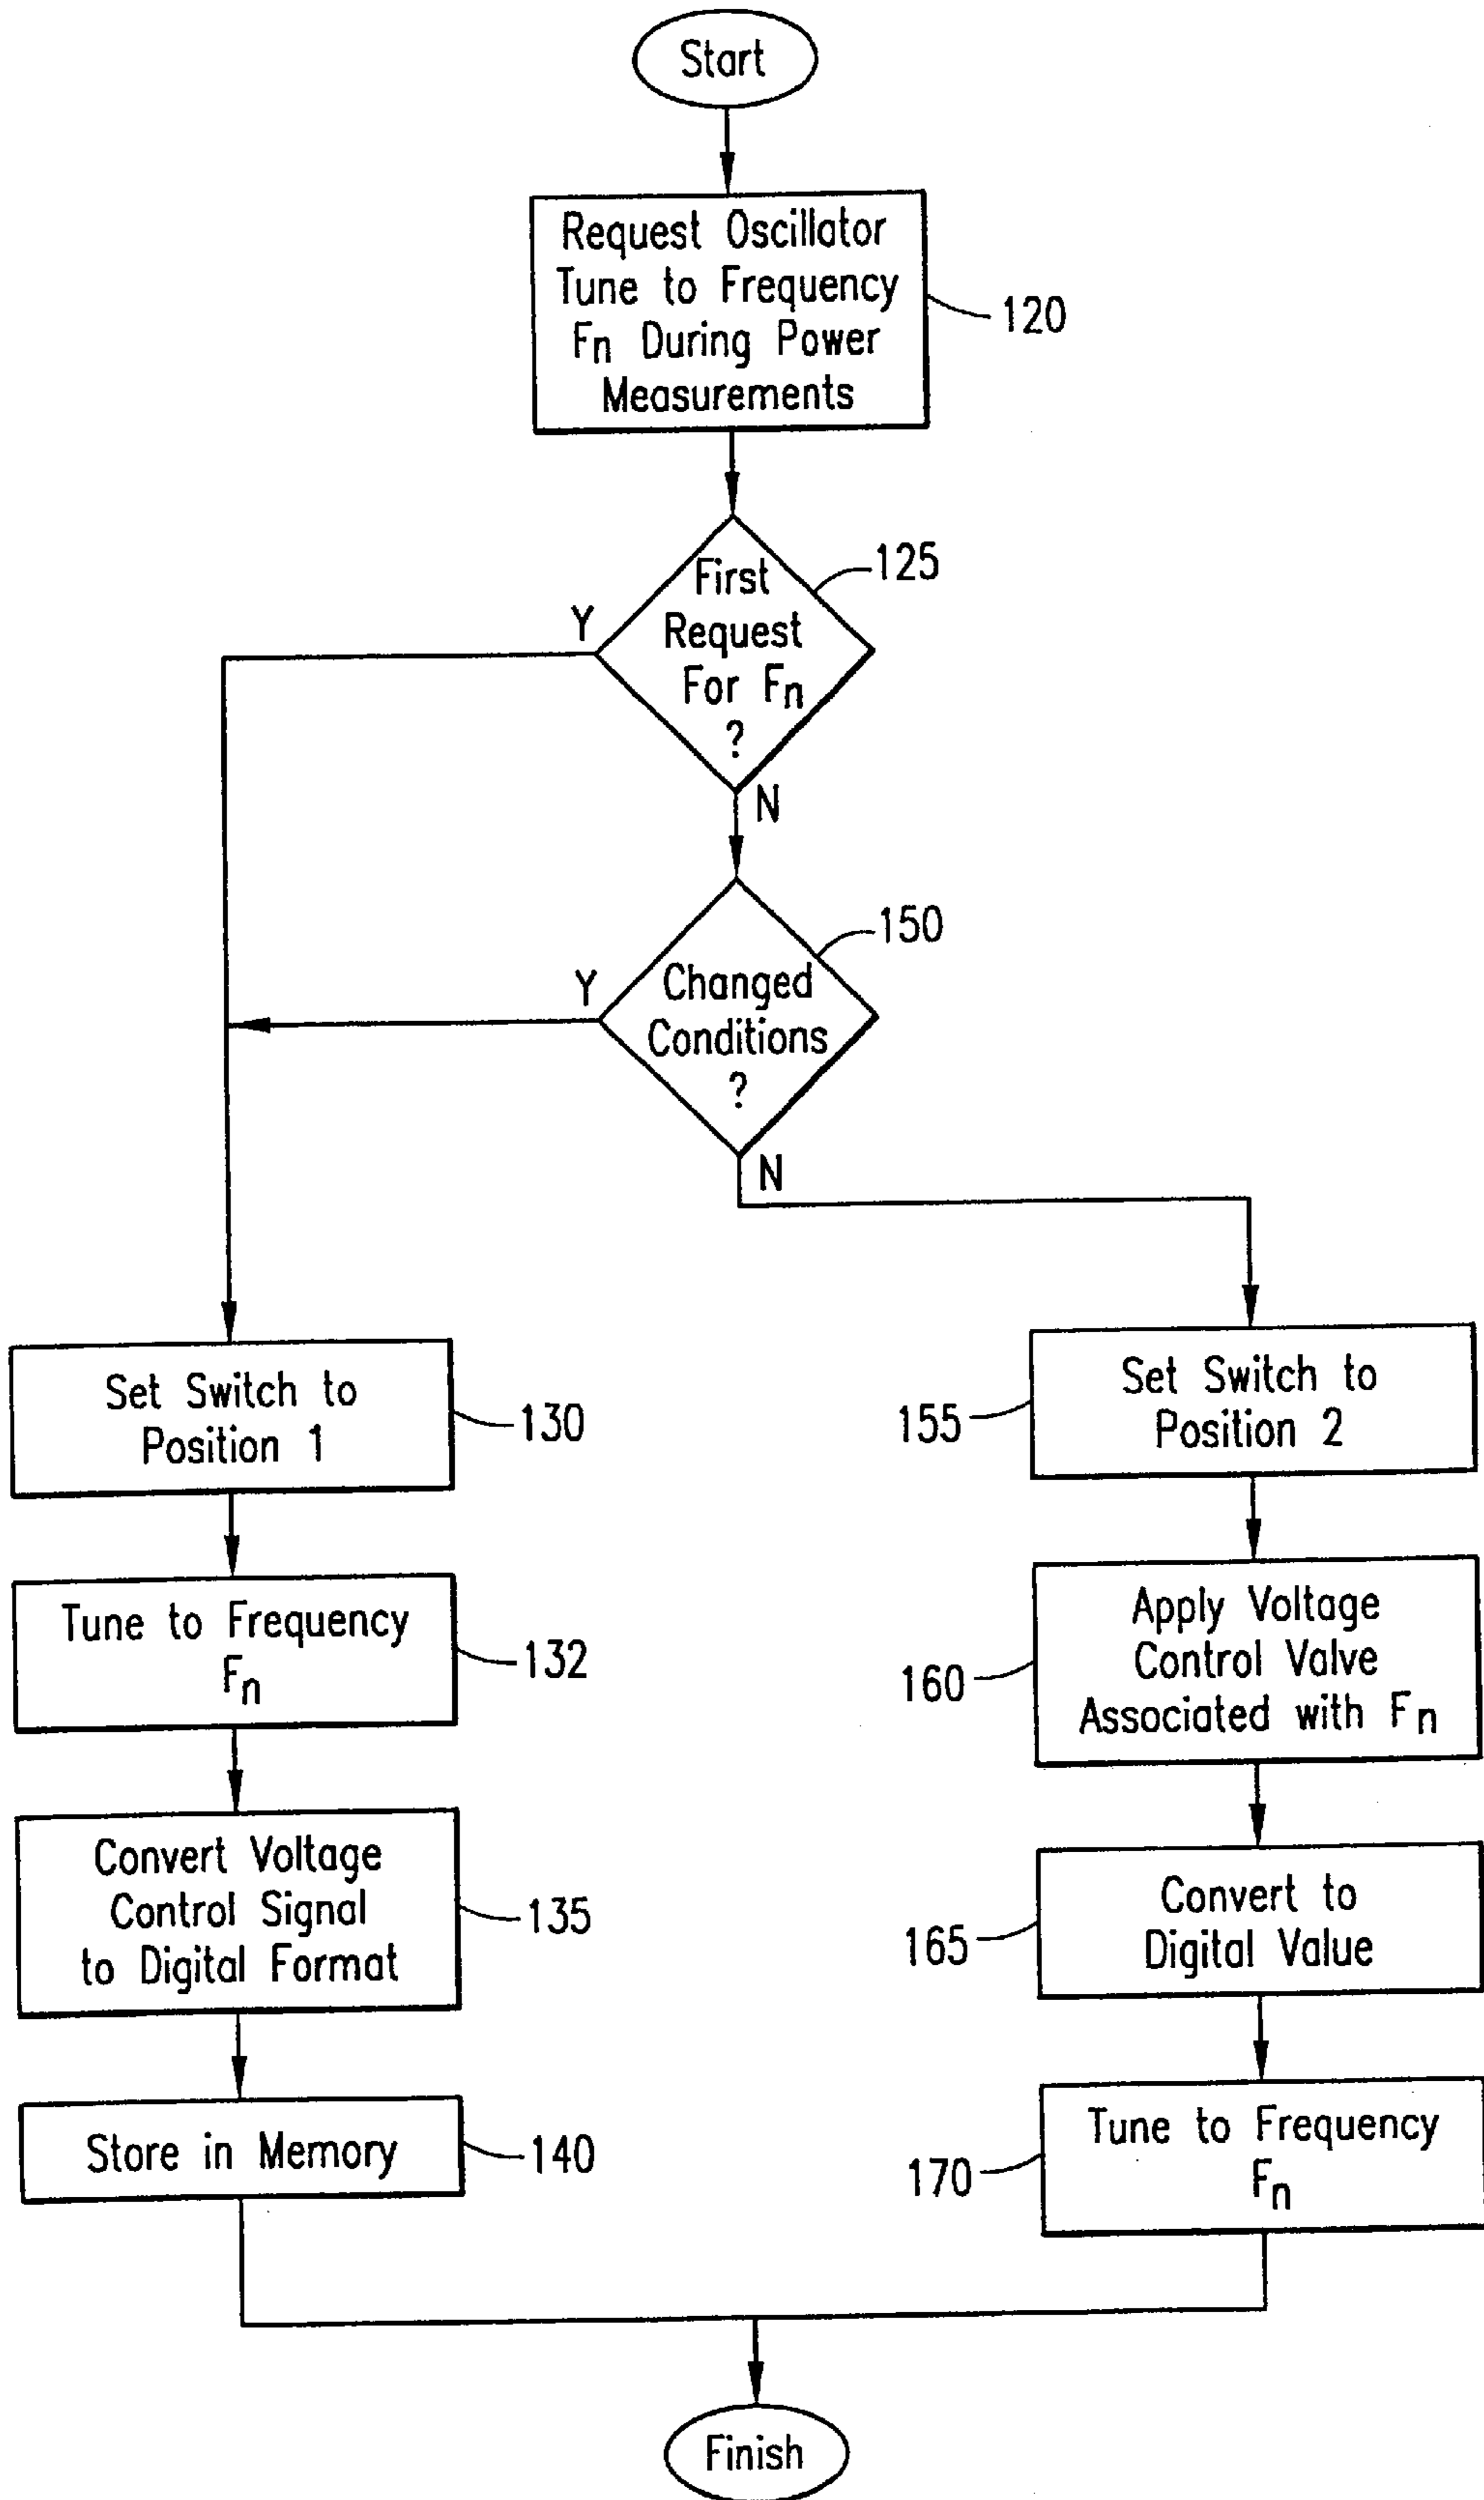 Start
Request Oscillator
Tune to Frequency
Fn During Power
Measurements
120
First
Request
For Fn
?
125
Y
N
Changed
Conditions
?
150
Y
N
Set Switch to
Position 1
130
Tune to Frequency
Fn
132
Convert Voltage
Control Signal
to Digital Format
135
Store in Memory
140
Set Switch to
Position 2
155
Apply Voltage
Control Valve
Associated with Fn
160
Convert to
Digital Value
165
Tune to Frequency
Fn
170
Finish